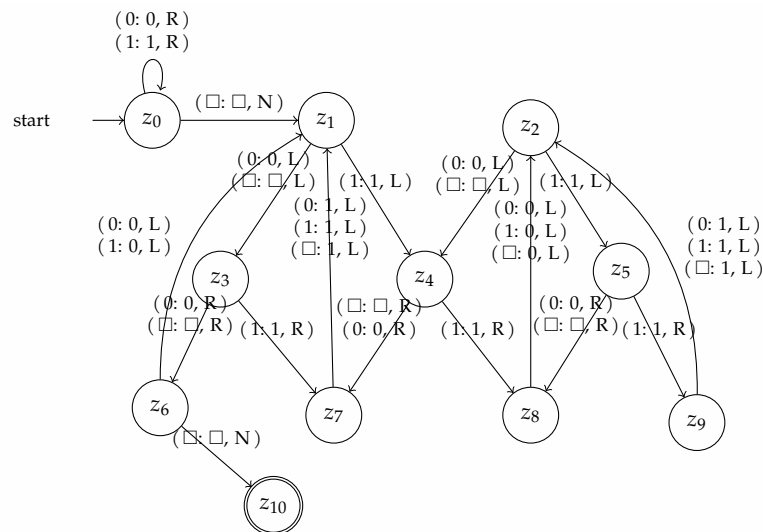 ( 0: 0, R )
( 1: 1, R )
start
z0
( □: □, N )
z1
z2
( 0: 0, L )
( □: □, L )
( 1: 1, L )
( 0: 1, L )
( 1: 1, L )
( □: 1, L )
( 0: 0, L )
( □: □, L )
( 1: 1, L )
( 0: 0, L )
( 1: 0, L )
( □: 0, L )
( 0: 0, L )
( 1: 0, L )
( 0: 1, L )
( 1: 1, L )
( □: 1, L )
z3
z4
z5
( 0: 0, R )
( □: □, R )
( 1: 1, R )
( □: □, R )
( 0: 0, R )
( 1: 1, R )
( 0: 0, R )
( □: □, R )
( 1: 1, R )
z6
z7
z8
z9
( □: □, N )
z10